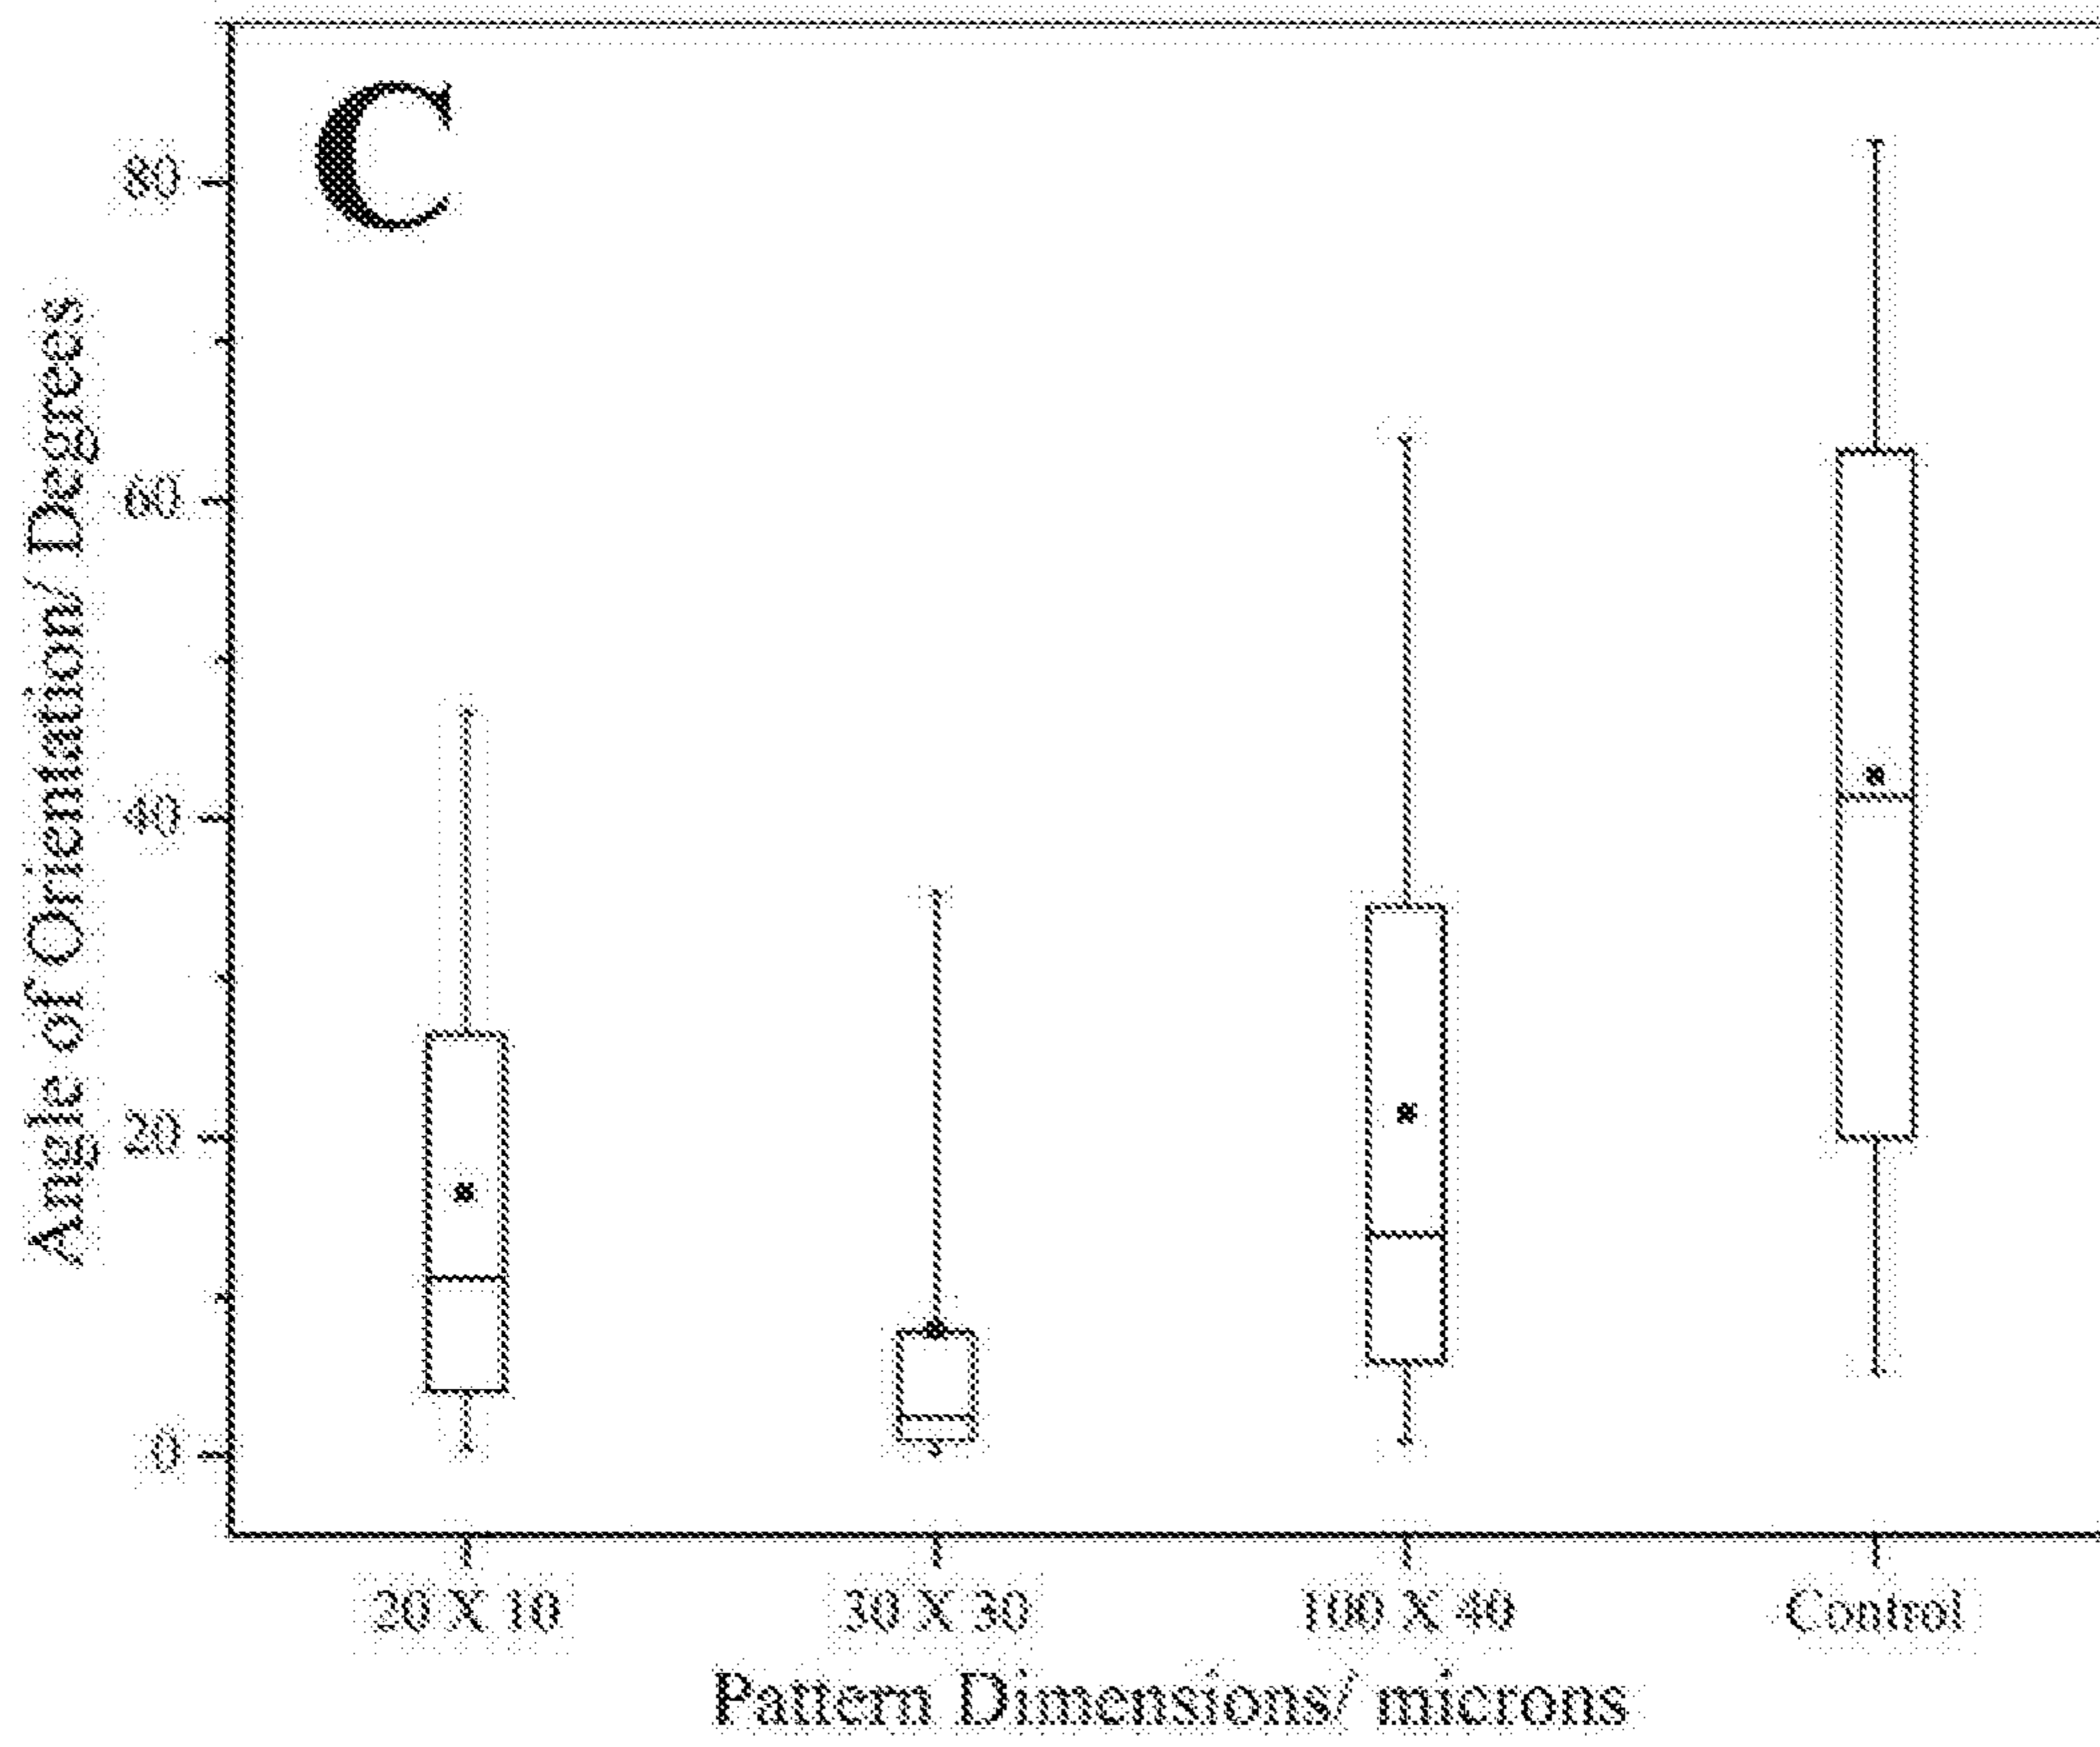 C
80
60
40
20
0
Angle of Orientation/ Degrees
20 X 10
30 X 30
100 X 40
Control
Pattern Dimensions/ microns